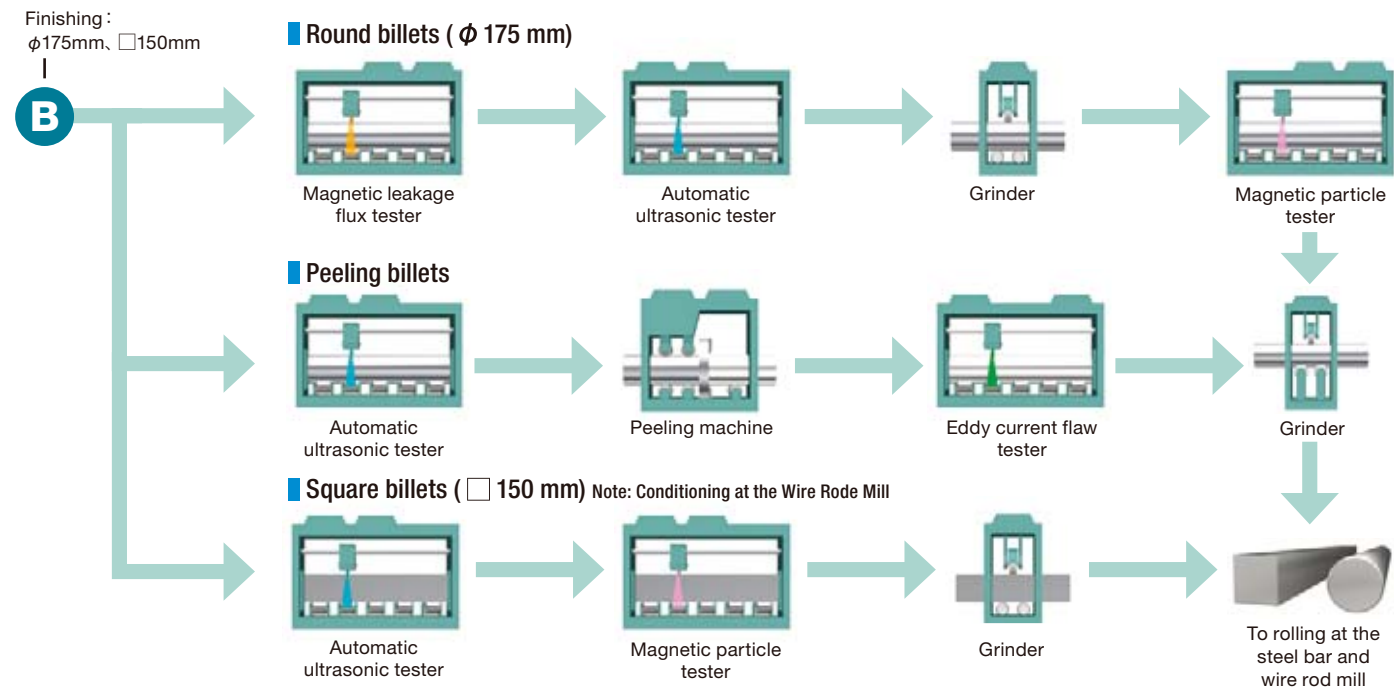 Finishing :
φ175mm、□150mm
B
Round billets ( φ 175 mm)
Magnetic leakage
flux tester
Automatic
ultrasonic tester
Grinder
Magnetic particle
tester
Peeling billets
Automatic
ultrasonic tester
Peeling machine
Eddy current flaw
tester
Grinder
Square billets ( □ 150 mm) Note: Conditioning at the Wire Rode Mill
Automatic
ultrasonic tester
Magnetic particle
tester
Grinder
To rolling at the
steel bar and
wire rod mill